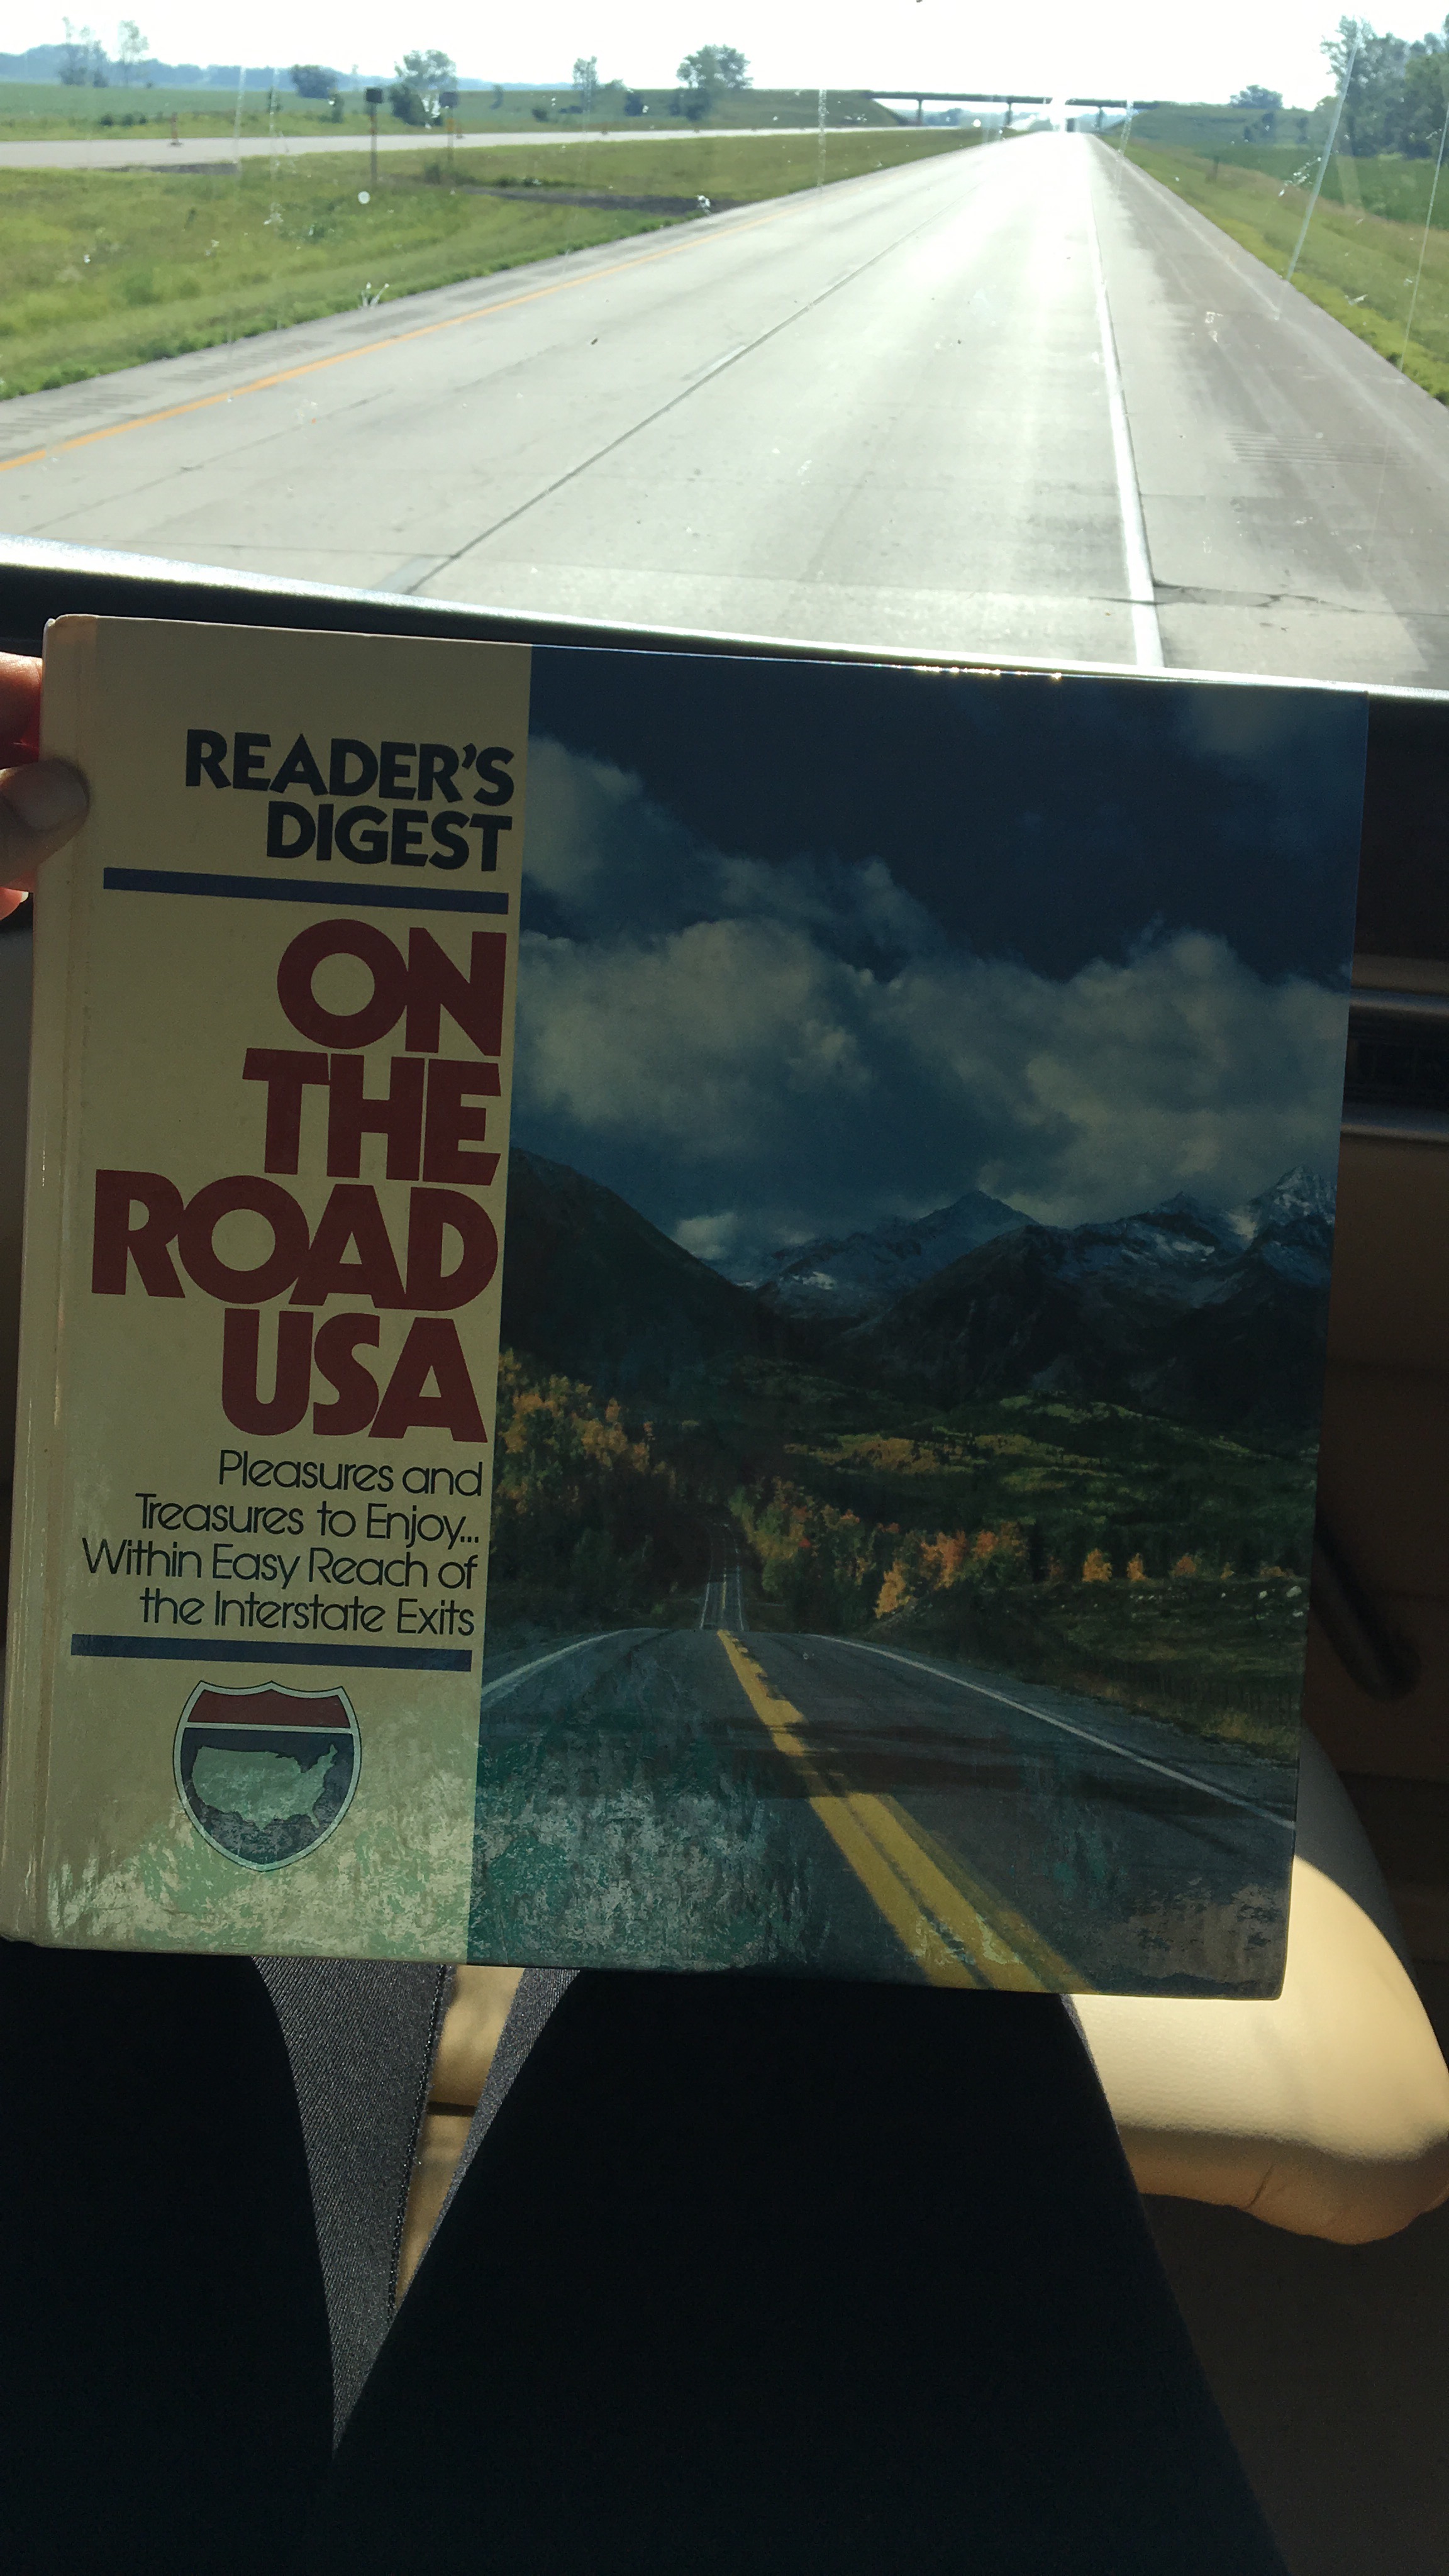 READER'S
DIGEST
ON
THE
ROAD
USA
Pleasures and
Treasures to Enjoy...
Within Easy Reach of
the Interstate Exits